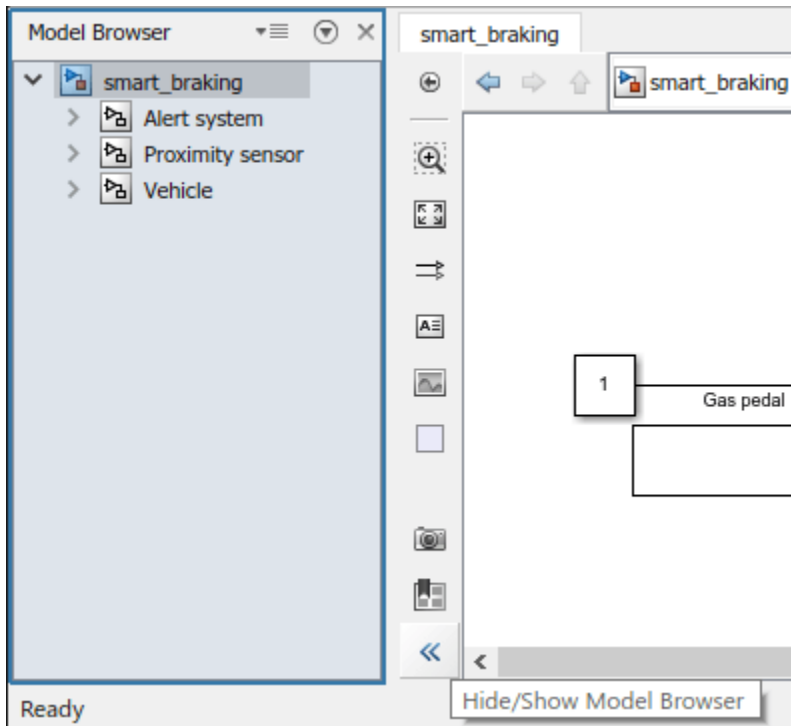 Model Browser
smart_braking
Alert system
Proximity sensor
Vehicle
Ready
smart_braking
smart_braking
1
Gas pedal
Hide/Show Model Browser